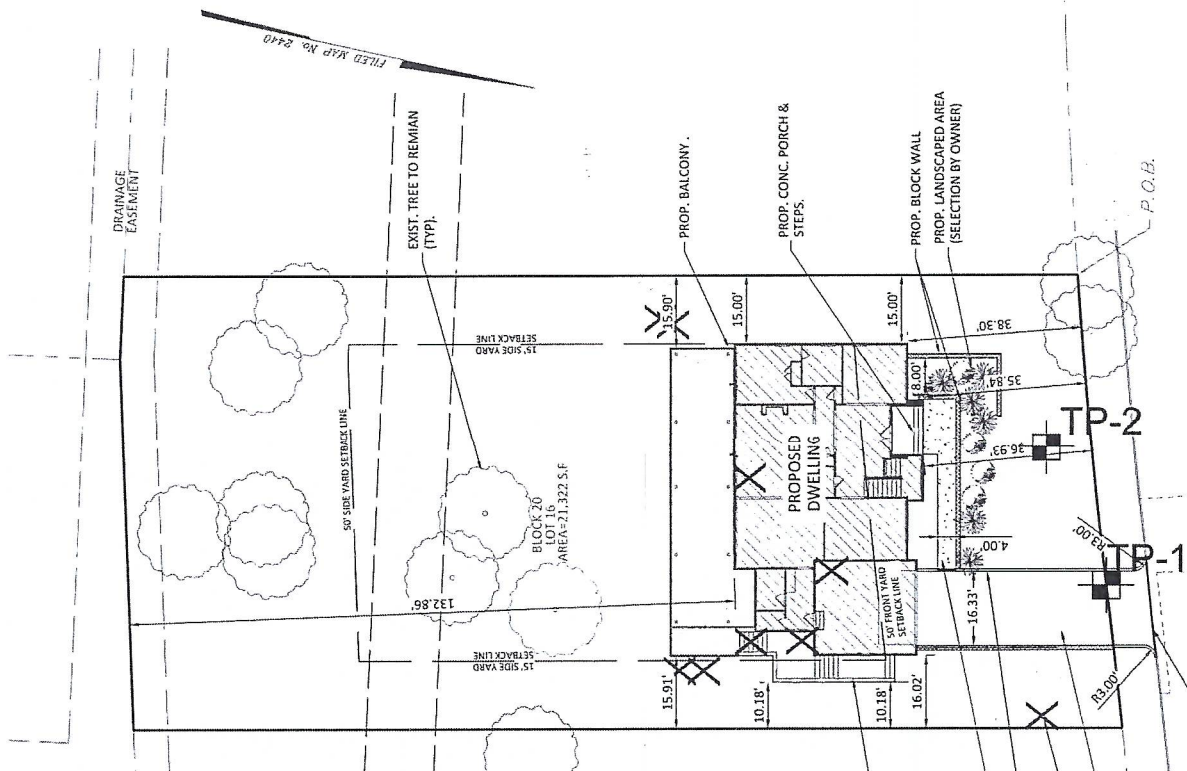 FILED MAP No. 2440
DRAINAGE
EASEMENT
EXIST. TREE TO REMIAN
(TYP).
PROP. BALCONY .
PROP. CONC. PORCH &
STEPS.
PROP. BLOCK WALL
PROP. LANDSCAPED AREA
(SELECTION BY OWNER)
P.O.B.
15.90'
15.00'
15.00'
38.30'
15' SIDE YARD
SETBACK LINE
50' SIDE YARD SETBACK LINE
18.00'
35.84'
TP-2
36.93'
PROPOSED
DWELLING
BLOCK 20
LOT 16
AREA=21,322 S.F
4.00'
R3.00'
TP-1
132.86'
50' FRONT YARD
SETBACK LINE
16.33'
15' SIDE YARD
SETBACK LINE
15.91'
10.18'
10.18'
16.02'
R3.00'